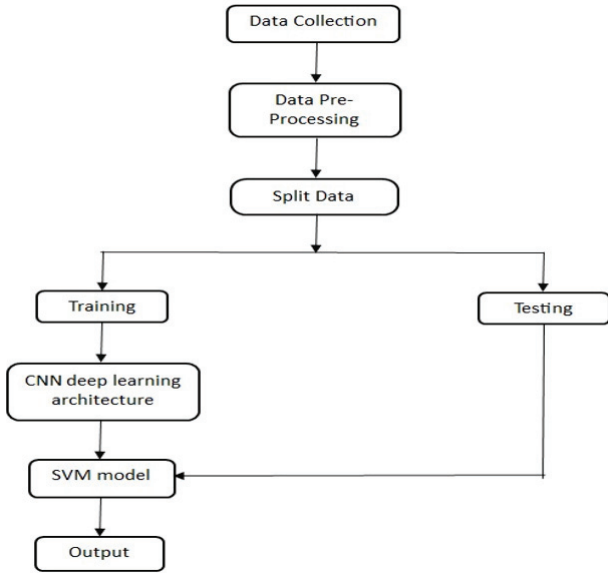 Data Collection
Data Pre-
Processing
Split Data
Training
Testing
CNN deep learning
architecture
SVM model
Output